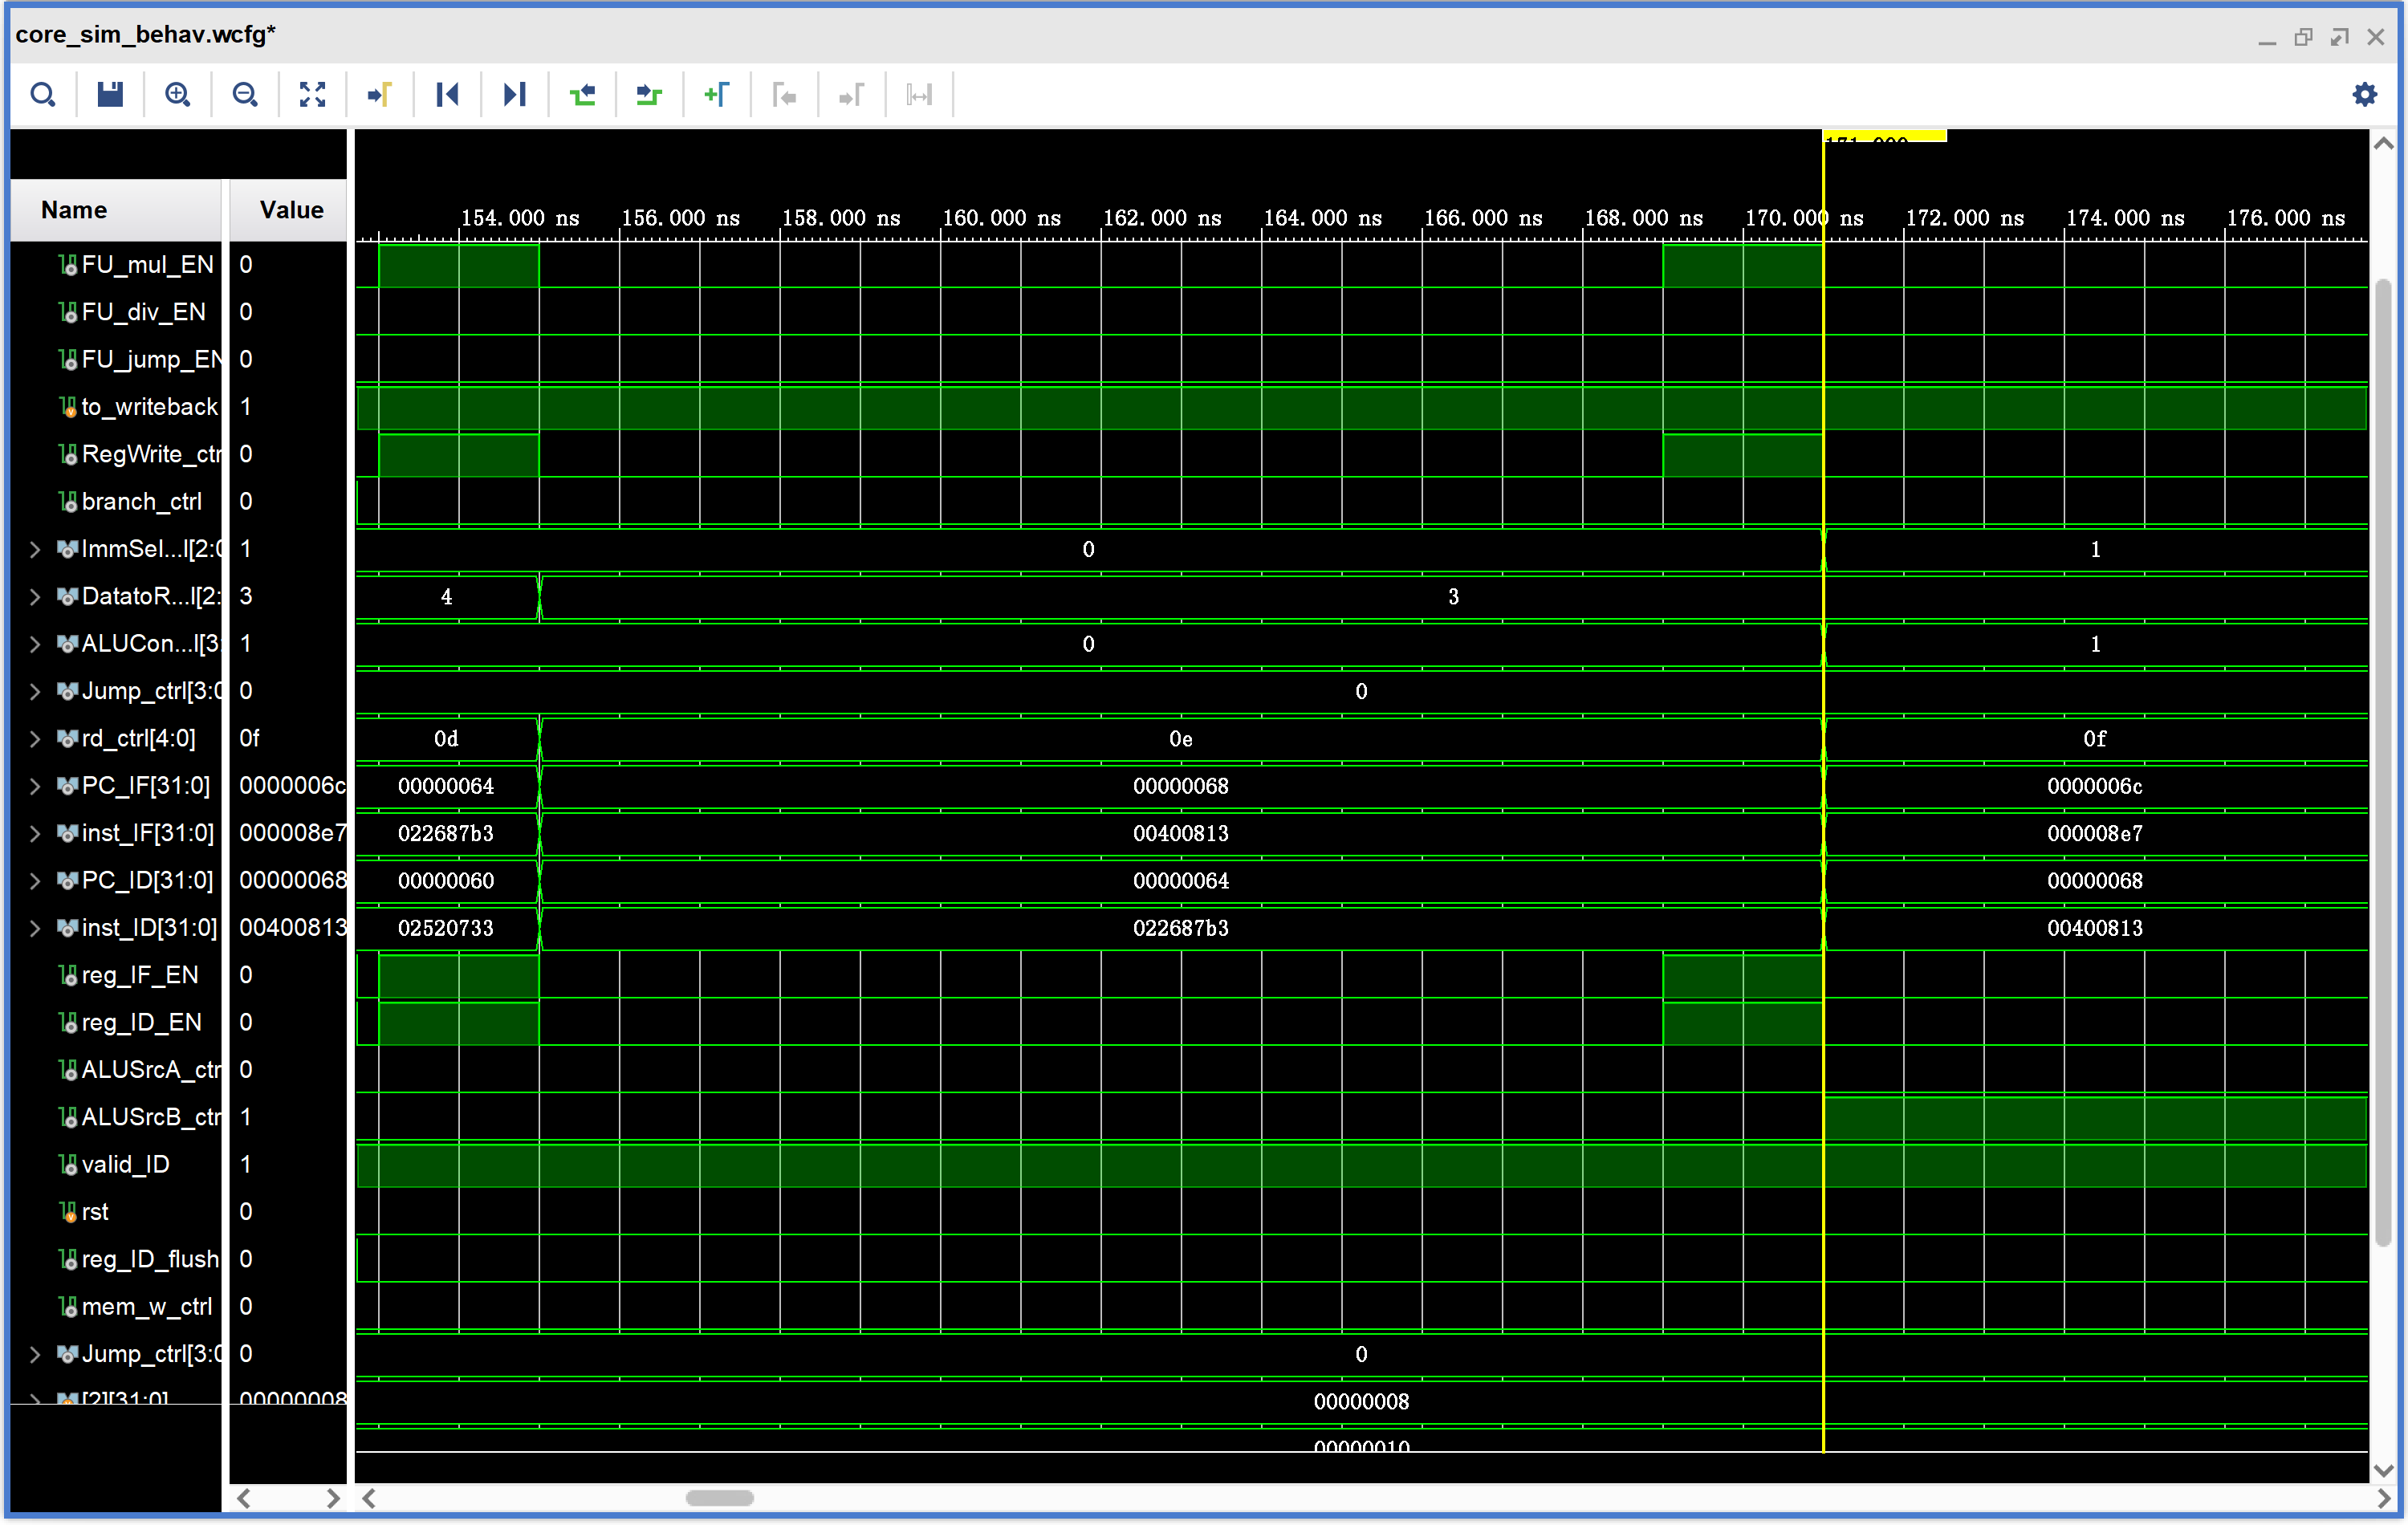 core_sim_behav.wcfg*
Name Value
154.000 ns 156.000 ns 158.000 ns 160.000 ns 162.000 ns 164.000 ns 166.000 ns 168.000 ns 170.000 ns 172.000 ns 174.000 ns 176.000 ns
FU_mul_EN 0
FU_div_EN 0
FU_jump_EN 0
to_writeback 1
RegWrite_ctr 0
branch_ctrl 0
ImmSel...l[2:0 1 0 1
DatatoR...l[2: 3 4 3
ALUCon...l[3: 1 0 1
Jump_ctrl[3:0 0 0
rd_ctrl[4:0] 0f 0d 0e 0f
PC_IF[31:0] 0000006c 00000064 00000068 0000006c
inst_IF[31:0] 000008e7 022687b3 00400813 000008e7
PC_ID[31:0] 00000068 00000060 00000064 00000068
inst_ID[31:0] 00400813 02520733 022687b3 00400813
reg_IF_EN 0
reg_ID_EN 0
ALUSrcA_ctr 0
ALUSrcB_ctr 1
valid_ID 1
rst 0
reg_ID_flush 0
mem_w_ctrl 0
Jump_ctrl[3:0 0 0
[2][31:0] 00000008 00000008
00000010